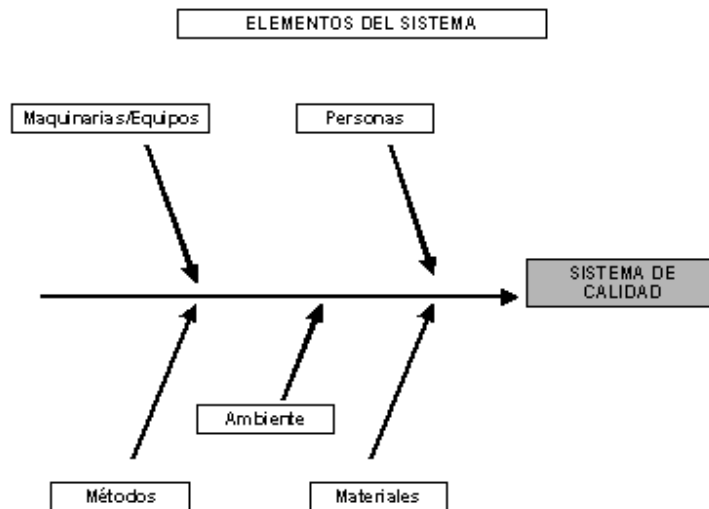 ELEMENTOS DEL SISTEMA
Maquinarias/Equipos
Personas
SISTEMA DE
CALIDAD
Ambiente
Métodos
Materiales